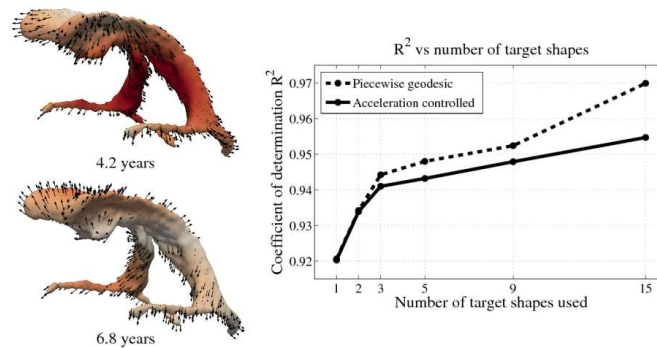 4.2 years
6.8 years
R² vs number of target shapes
Piecewise geodesic
Acceleration controlled
Coefficient of determination R²
0.97
0.96
0.95
0.94
0.93
0.92
1 2 3 5 9 15
Number of target shapes used